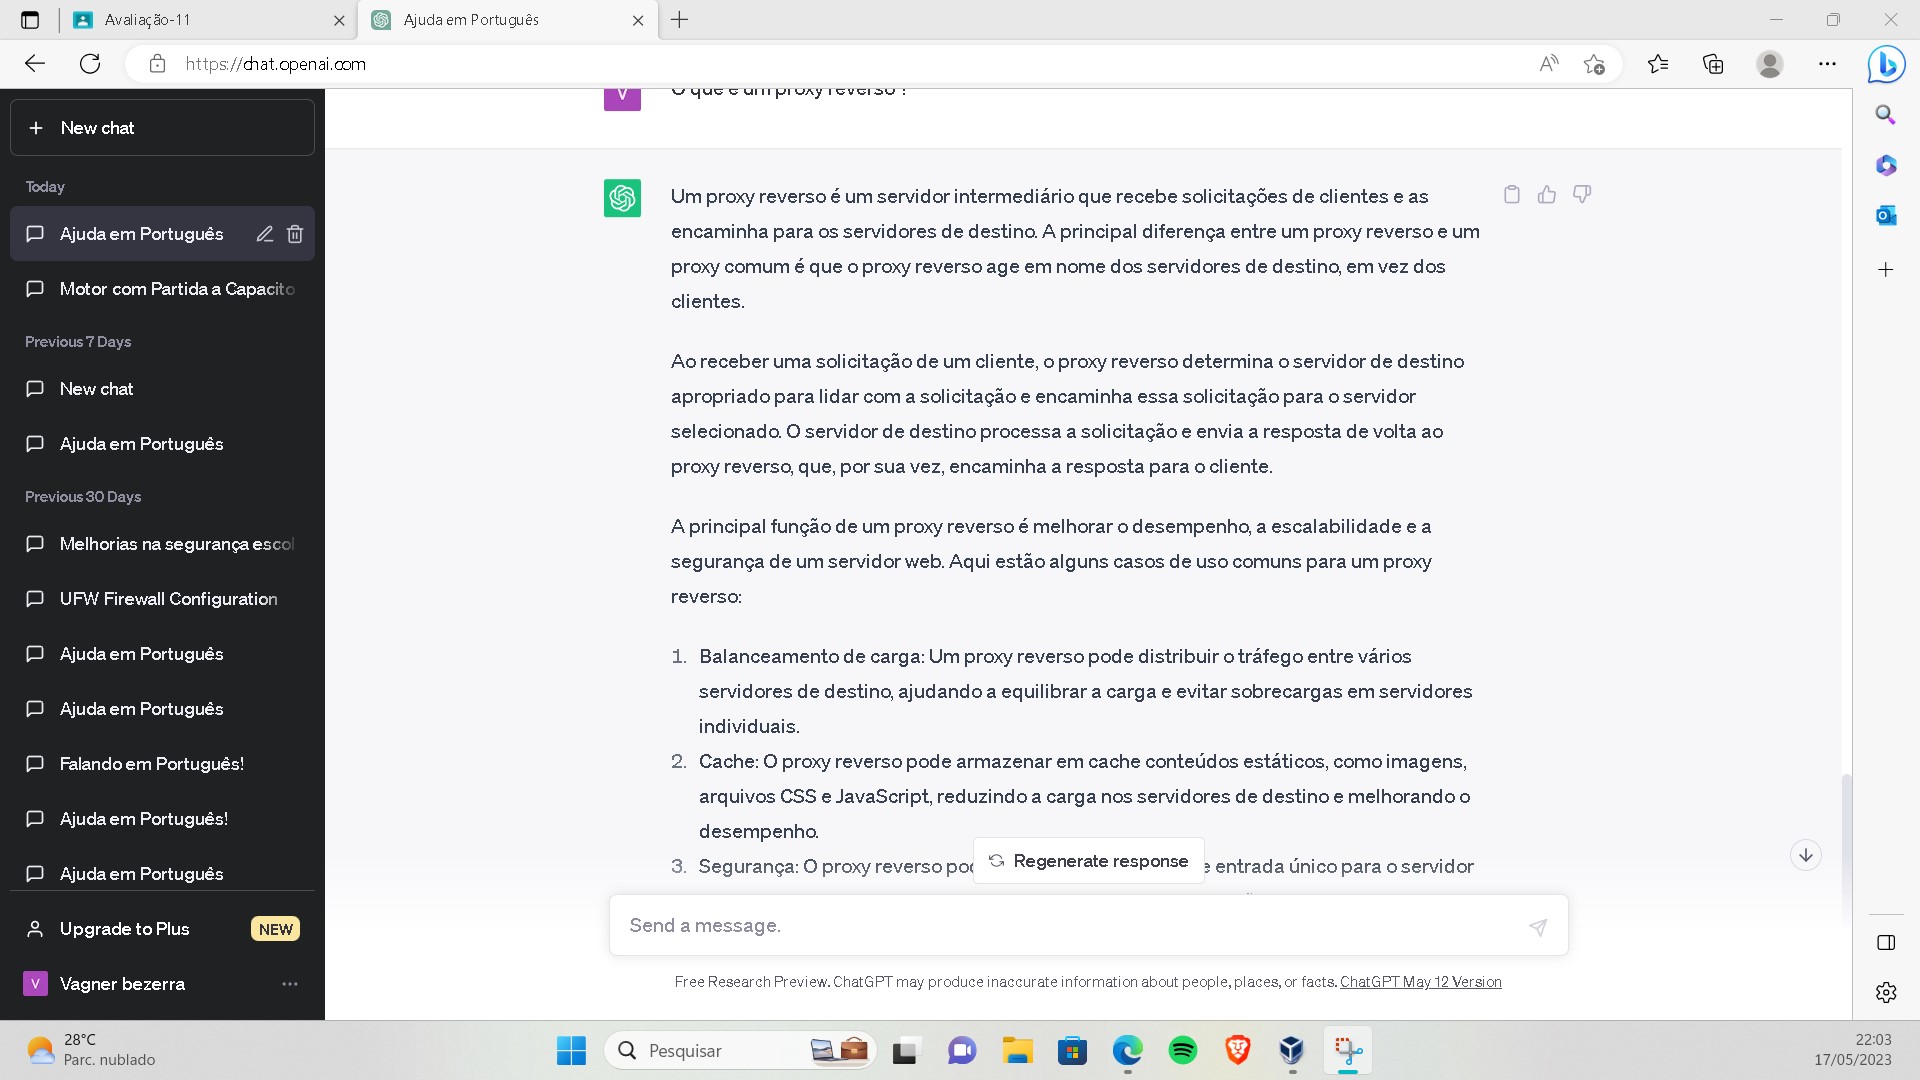 Avaliação-11
Ajuda em Português
https://chat.openai.com
New chat
Today
Ajuda em Português
Motor com Partida a Capacito
Previous 7 Days
New chat
Ajuda em Português
Previous 30 Days
Melhorias na segurança escol
UFW Firewall Configuration
Ajuda em Português
Ajuda em Português
Falando em Português!
Ajuda em Português!
Ajuda em Português
Upgrade to Plus NEW
V Vagner bezerra
V O que é um proxy reverso ?
Um proxy reverso é um servidor intermediário que recebe solicitações de clientes e as
encaminha para os servidores de destino. A principal diferença entre um proxy reverso e um
proxy comum é que o proxy reverso age em nome dos servidores de destino, em vez dos
clientes.
Ao receber uma solicitação de um cliente, o proxy reverso determina o servidor de destino
apropriado para lidar com a solicitação e encaminha essa solicitação para o servidor
selecionado. O servidor de destino processa a solicitação e envia a resposta de volta ao
proxy reverso, que, por sua vez, encaminha a resposta para o cliente.
A principal função de um proxy reverso é melhorar o desempenho, a escalabilidade e a
segurança de um servidor web. Aqui estão alguns casos de uso comuns para um proxy
reverso:
1. Balanceamento de carga: Um proxy reverso pode distribuir o tráfego entre vários
servidores de destino, ajudando a equilibrar a carga e evitar sobrecargas em servidores
individuais.
2. Cache: O proxy reverso pode armazenar em cache conteúdos estáticos, como imagens,
arquivos CSS e JavaScript, reduzindo a carga nos servidores de destino e melhorando o
desempenho.
Regenerate response
3. Segurança: O proxy reverso entrada único para o servidor
Send a message.
Free Research Preview. ChatGPT may produce inaccurate information about people, places, or facts. ChatGPT May 12 Version
28°C
Parc. nublado
Pesquisar
22:03
17/05/2023